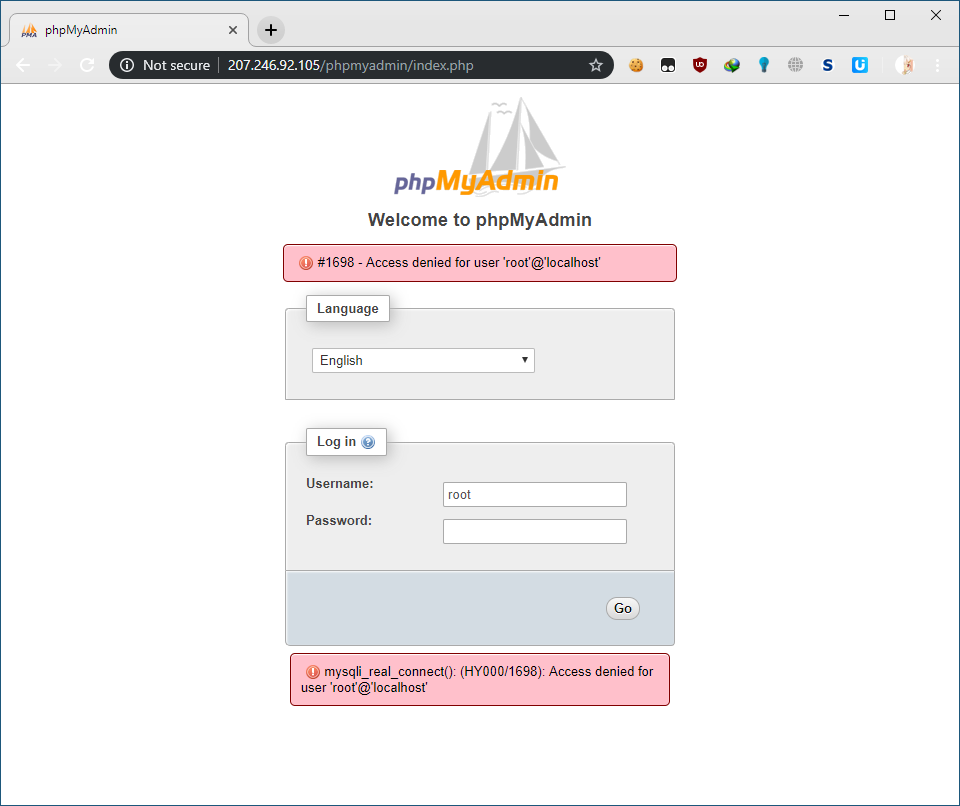 phpMyAdmin
Not secure
207.246.92.105/phpmyadmin/index.php
phpMyAdmin
Welcome to phpMyAdmin
#1698 - Access denied for user 'root'@'localhost'
Language
English
Log in
Username:
root
Password:
Go
mysqli_real_connect(): (HY000/1698): Access denied for
user 'root'@'localhost'